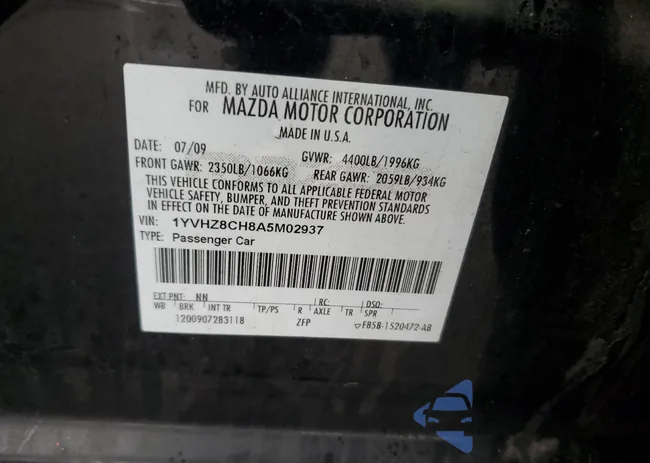 MFD. BY AUTO ALLIANCE INTERNATIONAL, INC.
FOR MAZDA MOTOR CORPORATION
MADE IN U.S.A.
DATE: 07/09 GVWR: 4400LB/1996KG
FRONT GAWR: 2350LB/1066KG REAR GAWR: 2059LB/934KG
THIS VEHICLE CONFORMS TO ALL APPLICABLE FEDERAL MOTOR
VEHICLE SAFETY, BUMPER, AND THEFT PREVENTION STANDARDS
IN EFFECT ON THE DATE OF MANUFACTURE SHOWN ABOVE.
VIN: 1YVHZ8CH8A5M02937
TYPE: Passenger Car
EXT PNT: NN RC: DSO:
WB BRK INT TR TP/PS R AXLE TR SPR
1200907283118 ZFP F85B-1520472-AB